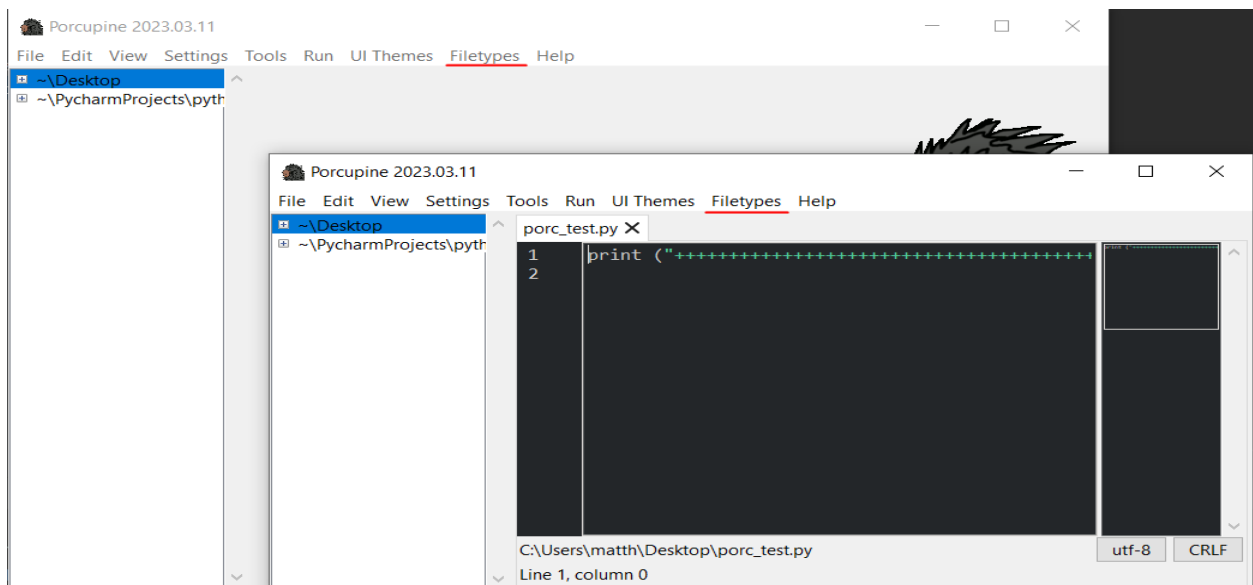 Porcupine 2023.03.11
File Edit View Settings Tools Run UI Themes Filetypes Help
~\Desktop
~\PycharmProjects\pyth
Porcupine 2023.03.11
File Edit View Settings Tools Run UI Themes Filetypes Help
~\Desktop
~\PycharmProjects\pyth
porc_test.py
1 print ("+++++++++++++++++++++++++++++++++++++++
2
C:\Users\matth\Desktop\porc_test.py utf-8 CRLF
Line 1, column 0